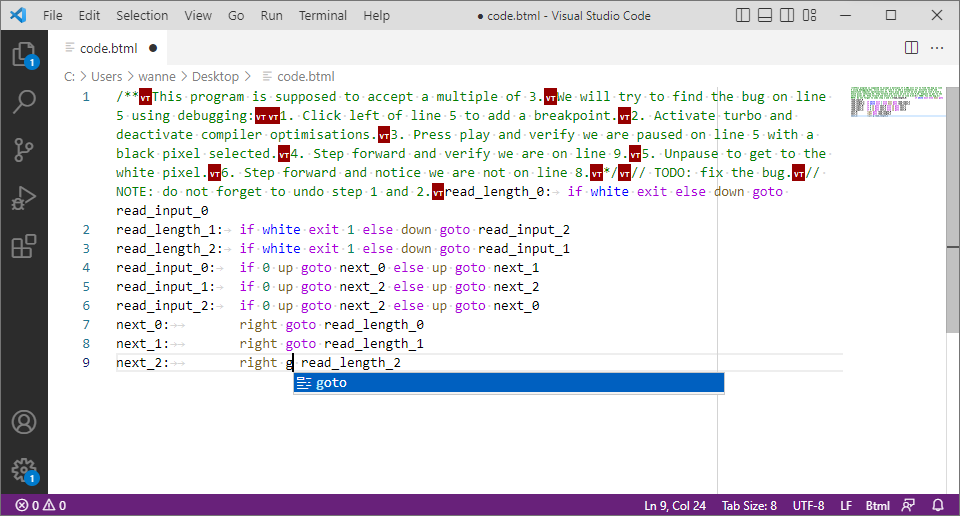 File Edit Selection View Go Run Terminal Help ● code.btml - Visual Studio Code
code.btml ●
C: > Users > wanne > Desktop > code.btml
1 /**VTThis program is supposed to accept a multiple of 3.VTWe will try to find the bug on line
5 using debugging:VTVT1. Click left of line 5 to add a breakpoint.VT2. Activate turbo and
deactivate compiler optimisations.VT3. Press play and verify we are paused on line 5 with a
black pixel selected.VT4. Step forward and verify we are on line 9.VT5. Unpause to get to the
white pixel.VT6. Step forward and notice we are not on line 8.VT*/VT// TODO: fix the bug.VT//
NOTE: do not forget to undo step 1 and 2.VTread_length_0: if white exit else down goto
read_input_0
2 read_length_1: if white exit 1 else down goto read_input_2
3 read_length_2: if white exit 1 else down goto read_input_1
4 read_input_0: if 0 up goto next_0 else up goto next_1
5 read_input_1: if 0 up goto next_2 else up goto next_2
6 read_input_2: if 0 up goto next_2 else up goto next_0
7 next_0: right goto read_length_0
8 next_1: right goto read_length_1
9 next_2: right g read_length_2
goto
1
1
0 0 Ln 9, Col 24 Tab Size: 8 UTF-8 LF Btml